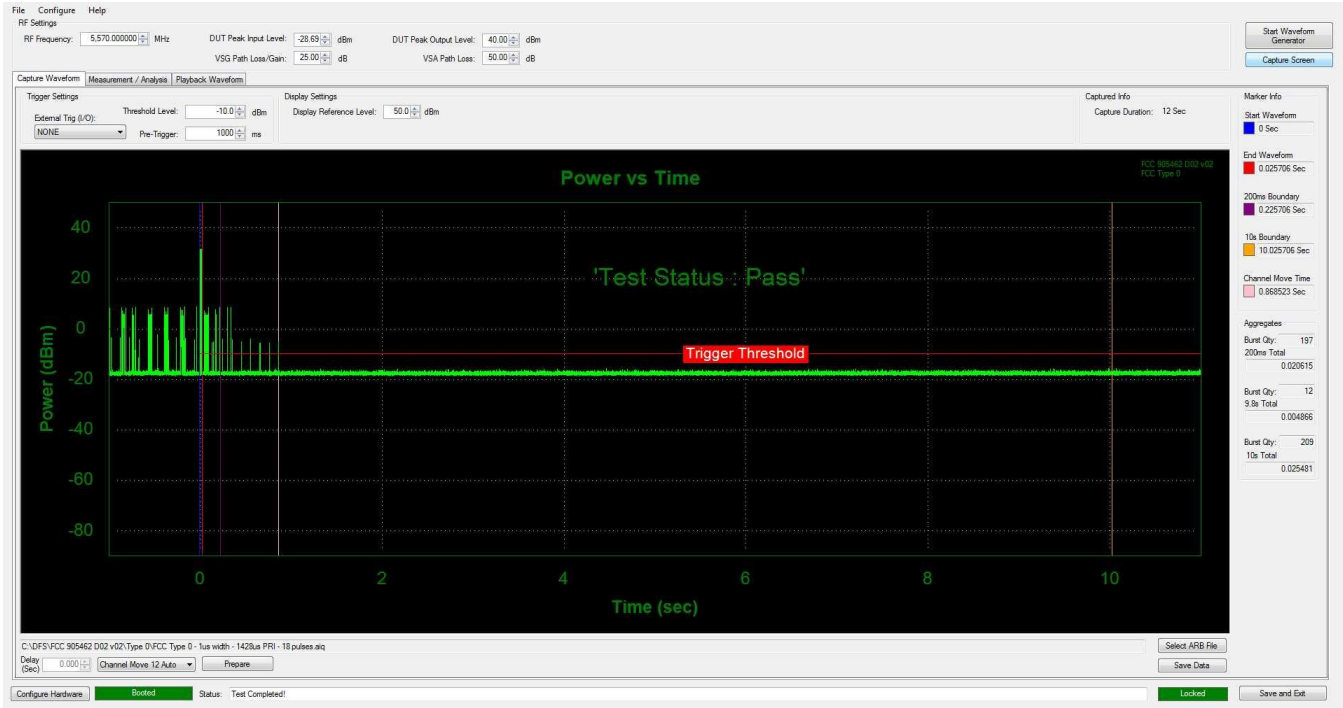 File Configure Help
RF Settings
RF Frequency: 5,570.000000 MHz DUT Peak Input Level: -28.69 dBm DUT Peak Output Level: 40.00 dBm
VSG Path Loss/Gain: 25.00 dB VSA Path Loss: 50.00 dB
Start Waveform Generator
Capture Screen
Capture Waveform Measurement / Analysis Playback Waveform
Trigger Settings
External Trig (I/O): Threshold Level: -10.0 dBm
NONE Pre-Trigger: 1000 ms
Display Settings
Display Reference Level: 50.0 dBm
Captured Info
Capture Duration: 12 Sec
Marker Info
Start Waveform
0 Sec
End Waveform
0.025706 Sec
200ms Boundary
0.225706 Sec
10s Boundary
10.025706 Sec
Channel Move Time
0.868523 Sec
Aggregates
Burst Qty: 197
200ms Total
0.020615
Burst Qty: 12
9.8s Total
0.004866
Burst Qty: 209
10s Total
0.025481
FCC 905462 D02 v02
FCC Type 0
Power vs Time
'Test Status : Pass'
Trigger Threshold
Power (dBm)
40
20
0
-20
-40
-60
-80
0 2 4 6 8 10
Time (sec)
C:\DFS\FCC 905462 D02 v02\Type 0\FCC Type 0 - 1us width - 1428us PRI - 18 pulses.aiq
Select ARB File
Delay (Sec) 0.000 Channel Move 12 Auto Prepare
Save Data
Configure Hardware Booted Status: Test Completed! Locked Save and Exit